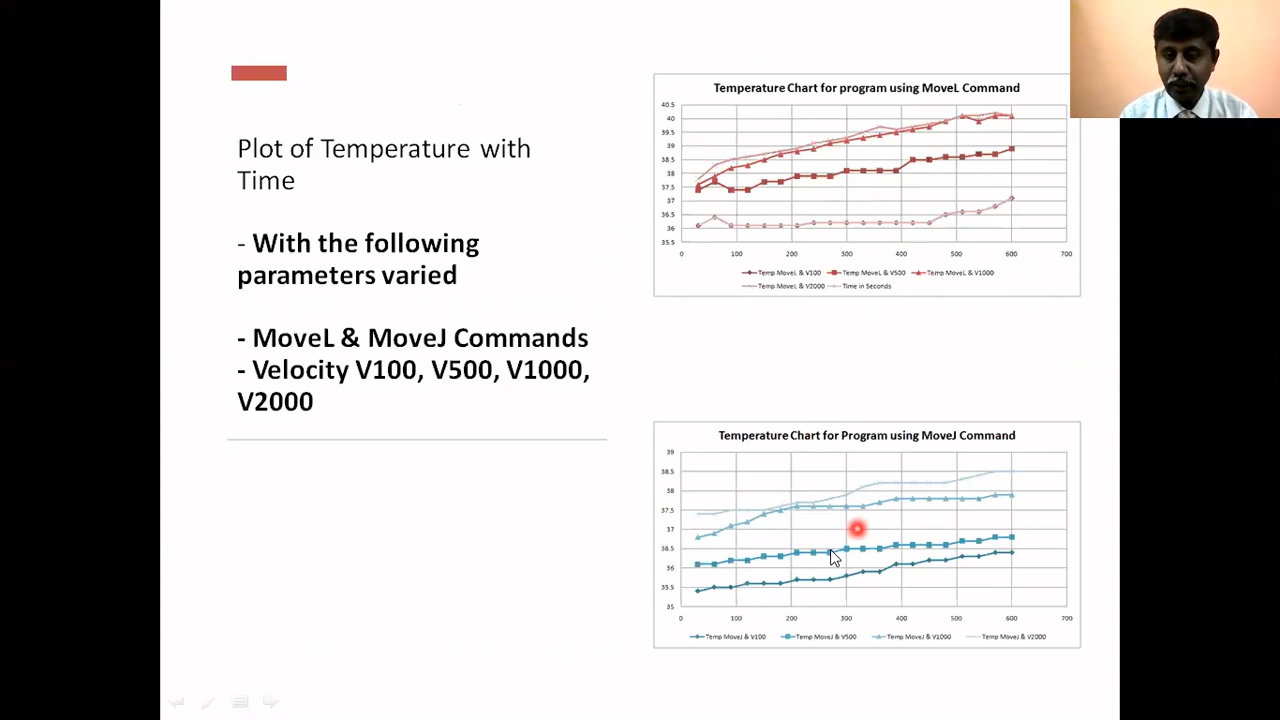 Plot of Temperature with
Time
- With the following
parameters varied
- MoveL & MoveJ Commands
- Velocity V100, V500, V1000,
V2000
Temperature Chart for program using MoveL Command
40.5
40
39.5
39
38.5
38
37.5
37
36.5
36
35.5
100 200 300 400 500 600 700
Temp MoveL & V100 Temp MoveL & V500 Temp MoveL & V1000
Temp MoveL & V2000 Time in Seconds
Temperature Chart for Program using MoveJ Command
39
38.5
38
37.5
37
36.5
36
35.5
35
0 100 200 300 400 500 600 700
Temp MoveJ & V100 Temp MoveJ & V500 Temp MoveJ & V1000 Temp MoveJ & V2000